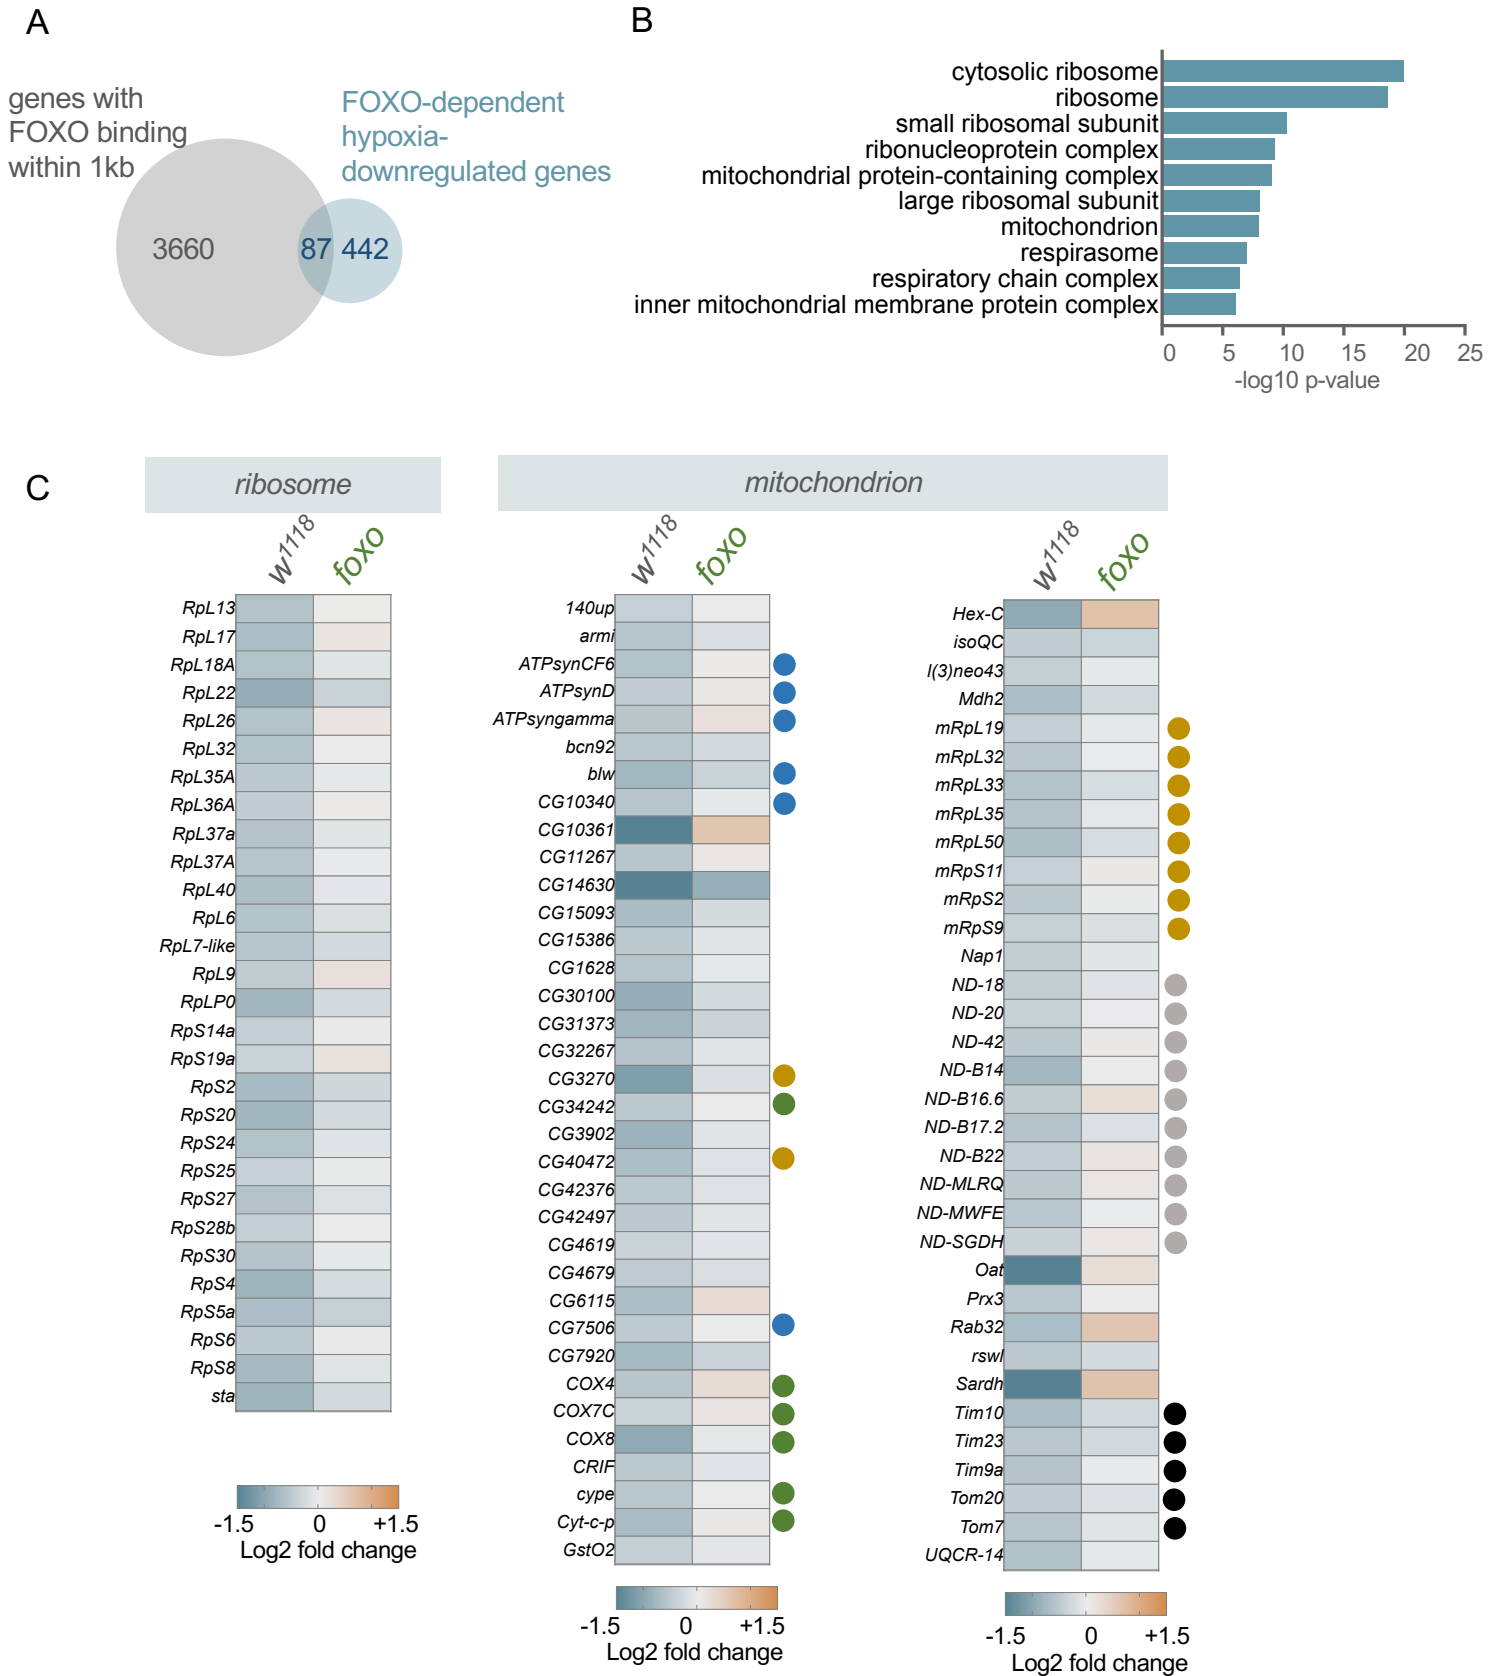 A
genes with
FOXO binding
within 1kb
FOXO-dependent
hypoxia-
downregulated genes
3660
87
442
B
cytosolic ribosome
ribosome
small ribosomal subunit
ribonucleoprotein complex
mitochondrial protein-containing complex
large ribosomal subunit
mitochondrion
respirasome
respiratory chain complex
inner mitochondrial membrane protein complex
0 5 10 15 20 25
-log10 p-value
C
ribosome
w1118 foxo
RpL13
RpL17
RpL18A
RpL22
RpL26
RpL32
RpL35A
RpL36A
RpL37a
RpL37A
RpL40
RpL6
RpL7-like
RpL9
RpLP0
RpS14a
RpS19a
RpS2
RpS20
RpS24
RpS25
RpS27
RpS28b
RpS30
RpS4
RpS5a
RpS6
RpS8
sta
-1.5 0 +1.5
Log2 fold change
mitochondrion
w1118 foxo
140up
armi
ATPsynCF6
ATPsynD
ATPsyngamma
bcn92
blw
CG10340
CG10361
CG11267
CG14630
CG15093
CG15386
CG1628
CG30100
CG31373
CG32267
CG3270
CG34242
CG3902
CG40472
CG42376
CG42497
CG4619
CG4679
CG6115
CG7506
CG7920
COX4
COX7C
COX8
CRIF
cype
Cyt-c-p
GstO2
-1.5 0 +1.5
Log2 fold change
w1118 foxo
Hex-C
isoQC
l(3)neo43
Mdh2
mRpL19
mRpL32
mRpL33
mRpL35
mRpL50
mRpS11
mRpS2
mRpS9
Nap1
ND-18
ND-20
ND-42
ND-B14
ND-B16.6
ND-B17.2
ND-B22
ND-MLRQ
ND-MWFE
ND-SGDH
Oat
Prx3
Rab32
rswl
Sardh
Tim10
Tim23
Tim9a
Tom20
Tom7
UQCR-14
-1.5 0 +1.5
Log2 fold change